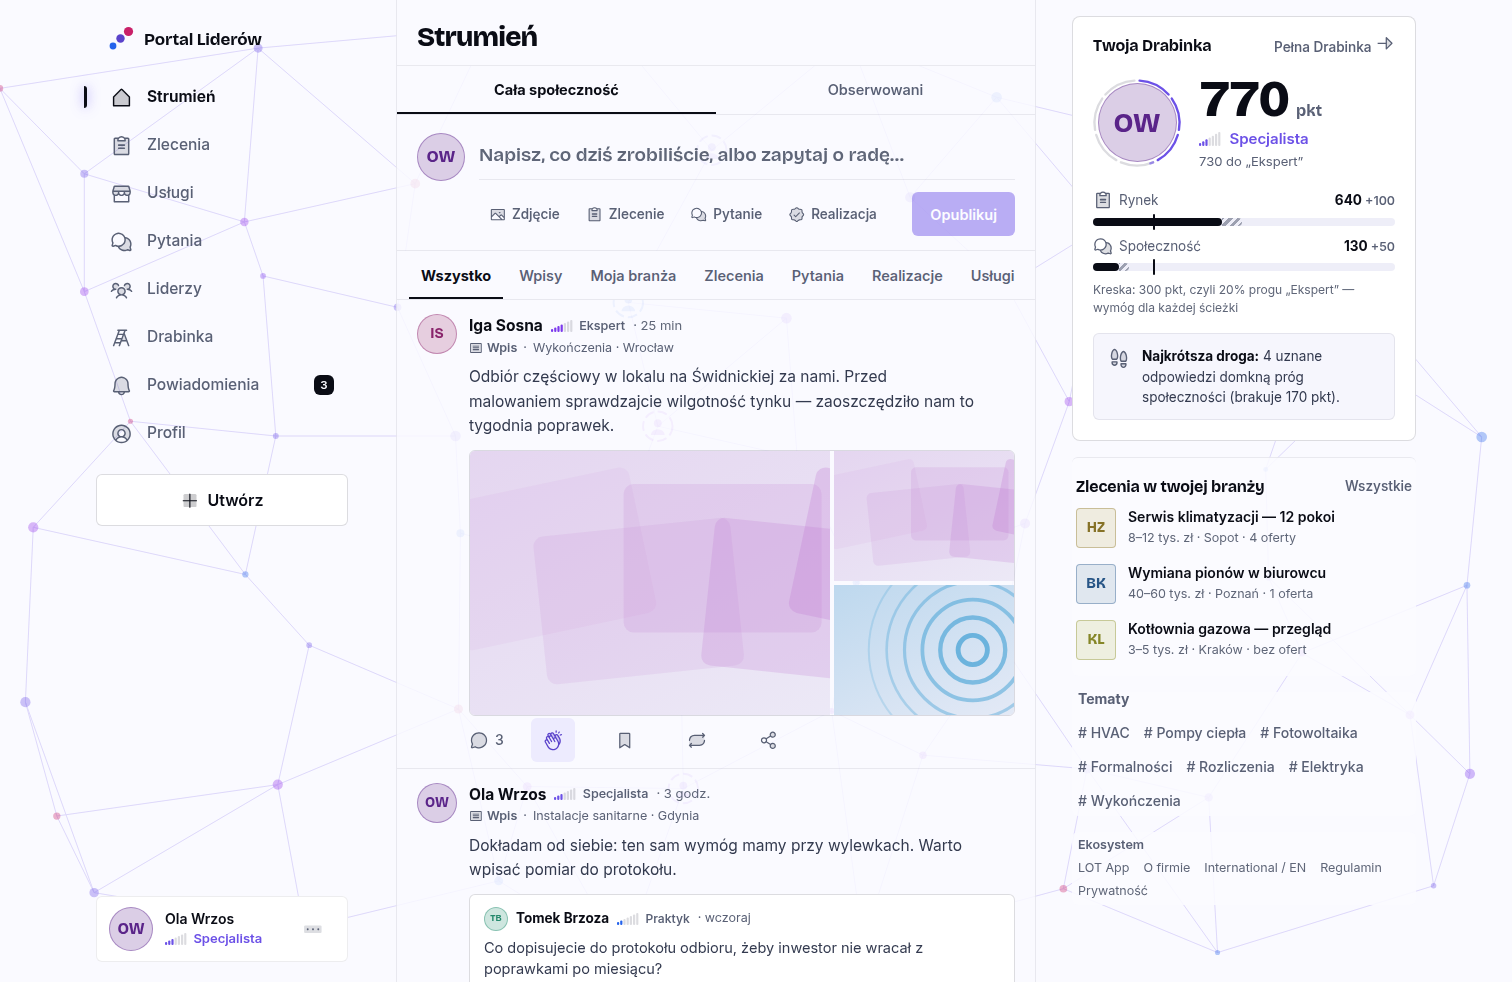 Portal Liderów
Strumień
Zlecenia
Usługi
Pytania
Liderzy
Drabinka
Powiadomienia 3
Profil
Utwórz
OW
Ola Wrzos
Specjalista
Strumień
Cała społeczność
Obserwowani
OW
Napisz, co dziś zrobiliście, albo zapytaj o radę...
Zdjęcie
Zlecenie
Pytanie
Realizacja
Opublikuj
Wszystko
Wpisy
Moja branża
Zlecenia
Pytania
Realizacje
Usługi
IS
Iga Sosna Ekspert · 25 min
Wpis · Wykończenia · Wrocław
Odbiór częściowy w lokalu na Świdnickiej za nami. Przed
malowaniem sprawdzajcie wilgotność tynku — zaoszczędziło nam to
tygodnia poprawek.
3
OW
Ola Wrzos Specjalista · 3 godz.
Wpis · Instalacje sanitarne · Gdynia
Dokładam od siebie: ten sam wymóg mamy przy wylewkach. Warto
wpisać pomiar do protokołu.
TB
Tomek Brzoza Praktyk · wczoraj
Co dopisujecie do protokołu odbioru, żeby inwestor nie wracał z
poprawkami po miesiącu?
Twoja Drabinka
Pełna Drabinka
OW
770 pkt
Specjalista
730 do „Ekspert”
Rynek 640 +100
Społeczność 130 +50
Kreska: 300 pkt, czyli 20% progu „Ekspert” —
wymóg dla każdej ścieżki
Najkrótsza droga: 4 uznane
odpowiedzi domkną próg
społeczności (brakuje 170 pkt).
Zlecenia w twojej branży
Wszystkie
HZ
Serwis klimatyzacji — 12 pokoi
8–12 tys. zł · Sopot · 4 oferty
BK
Wymiana pionów w biurowcu
40–60 tys. zł · Poznań · 1 oferta
KL
Kotłownia gazowa — przegląd
3–5 tys. zł · Kraków · bez ofert
Tematy
# HVAC # Pompy ciepła # Fotowoltaika
# Formalności # Rozliczenia # Elektryka
# Wykończenia
Ekosystem
LOT App O firmie International / EN Regulamin
Prywatność